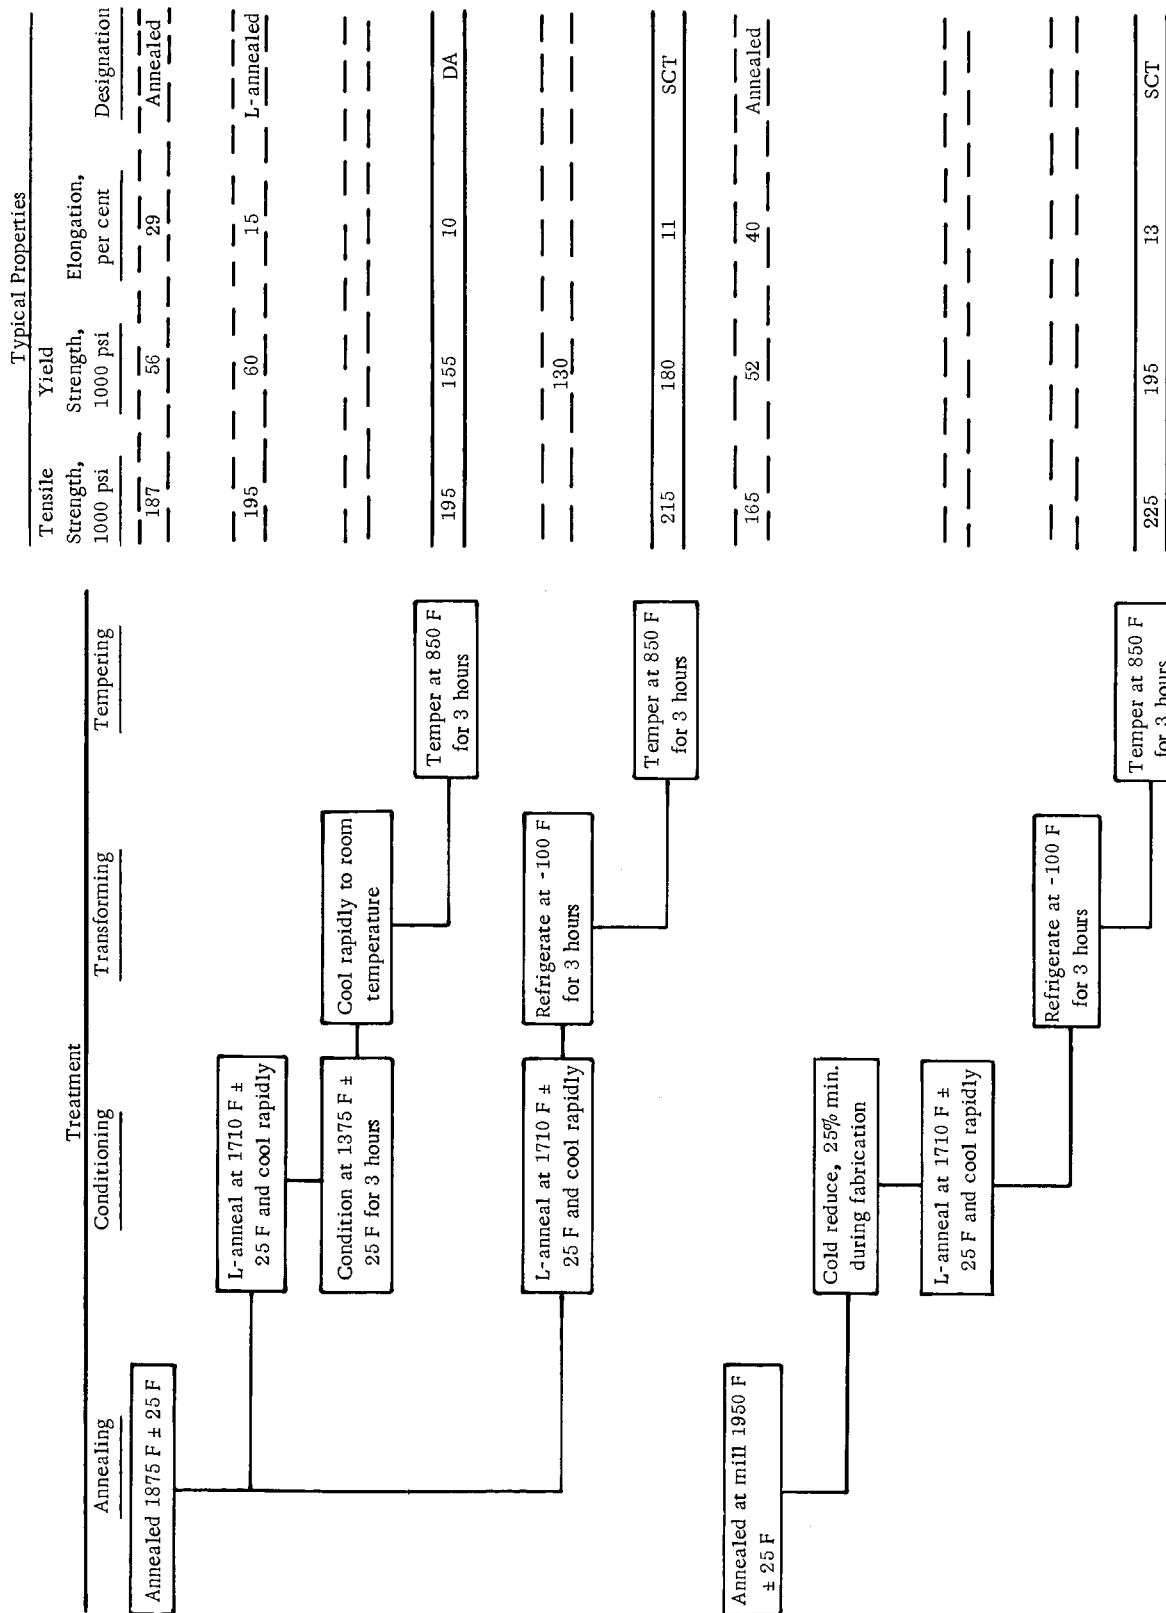 Treatment
Typical Properties
Annealing
Conditioning
Transforming
Tempering
Tensile
Strength,
1000 psi
Yield
Strength,
1000 psi
Elongation,
per cent
Designation
Annealed 1875 F ± 25 F
187
56
29
Annealed
L-anneal at 1710 F ±
25 F and cool rapidly
195
60
15
L-annealed
Condition at 1375 F ±
25 F for 3 hours
Cool rapidly to room
temperature
Temper at 850 F
for 3 hours
195
155
10
DA
L-anneal at 1710 F ±
25 F and cool rapidly
Refrigerate at -100 F
for 3 hours
130
Temper at 850 F
for 3 hours
215
180
11
SCT
Annealed at mill 1950 F
± 25 F
165
52
40
Annealed
Cold reduce, 25% min.
during fabrication
L-anneal at 1710 F ±
25 F and cool rapidly
Refrigerate at -100 F
for 3 hours
Temper at 850 F
for 3 hours
225
195
13
SCT